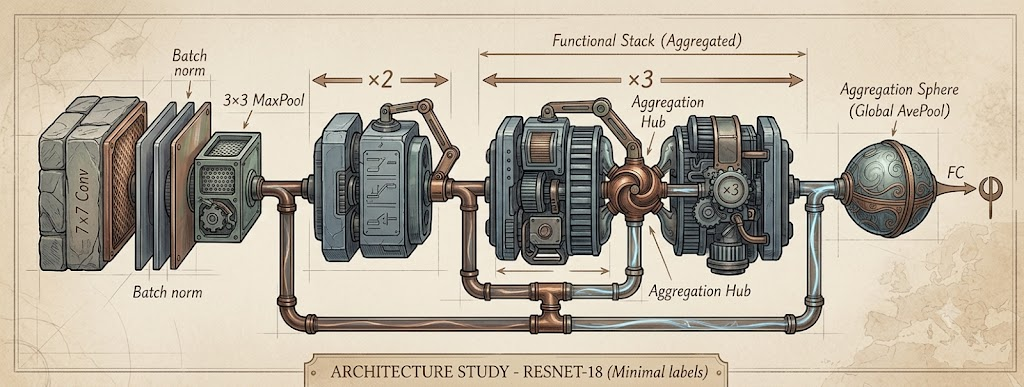 Functional Stack (Aggregated)
Batch
norm
×2
×3
3×3 MaxPool
Aggregation
Hub
Aggregation Sphere
(Global AvePool)
7×7 Conv
×3
FC
Batch norm
Aggregation Hub
ARCHITECTURE STUDY - RESNET-18 (Minimal labels)